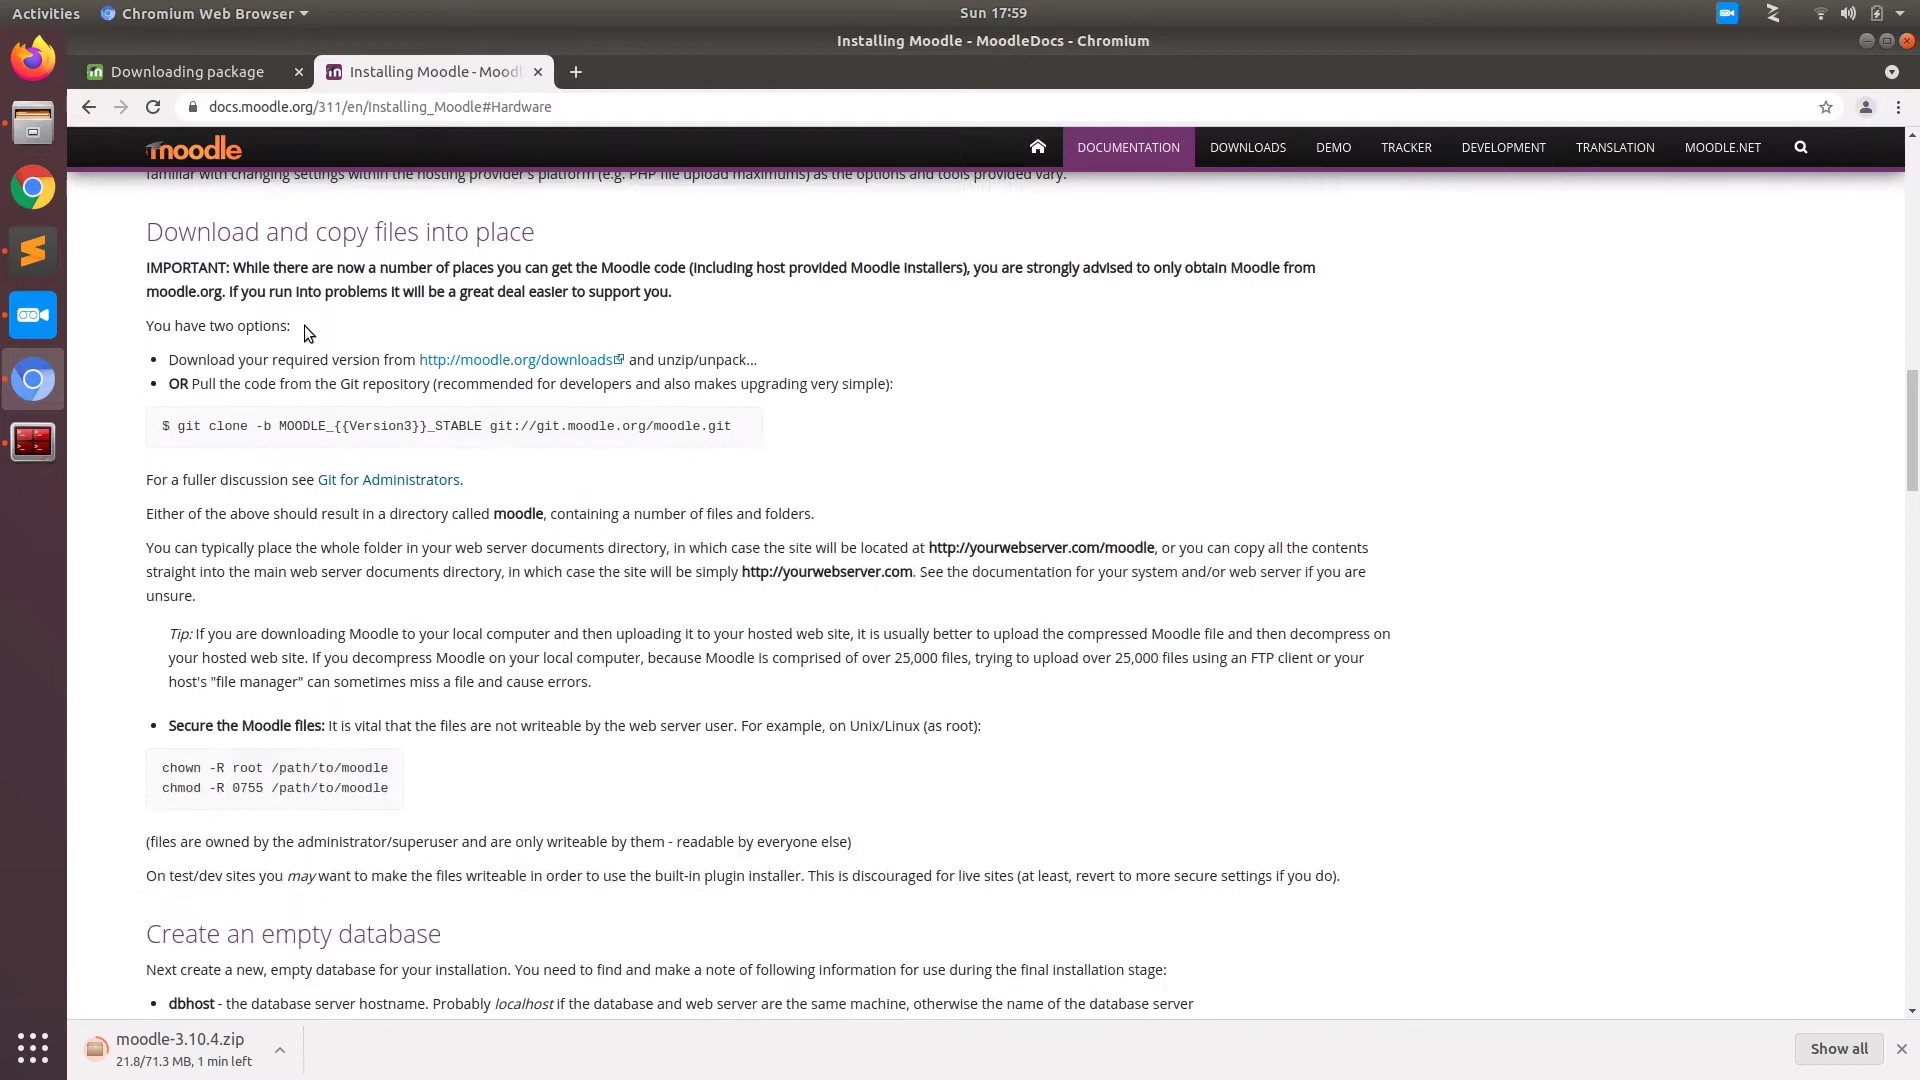 Activities
Chromium Web Browser
Sun 17:59
Installing Moodle - MoodleDocs - Chromium
Downloading package
Installing Moodle - Moodl
docs.moodle.org/311/en/Installing_Moodle#Hardware
moodle
DOCUMENTATION
DOWNLOADS
DEMO
TRACKER
DEVELOPMENT
TRANSLATION
MOODLE.NET
familiar with changing settings within the hosting provider's platform (e.g. PHP file upload maximums) as the options and tools provided vary.
Download and copy files into place
IMPORTANT: While there are now a number of places you can get the Moodle code (including host provided Moodle installers), you are strongly advised to only obtain Moodle from
moodle.org. If you run into problems it will be a great deal easier to support you.
You have two options:
• Download your required version from http://moodle.org/downloads and unzip/unpack...
• OR Pull the code from the Git repository (recommended for developers and also makes upgrading very simple):
$ git clone -b MOODLE_{{Version3}}_STABLE git://git.moodle.org/moodle.git
For a fuller discussion see Git for Administrators.
Either of the above should result in a directory called moodle, containing a number of files and folders.
You can typically place the whole folder in your web server documents directory, in which case the site will be located at http://yourwebserver.com/moodle, or you can copy all the contents
straight into the main web server documents directory, in which case the site will be simply http://yourwebserver.com. See the documentation for your system and/or web server if you are
unsure.
Tip: If you are downloading Moodle to your local computer and then uploading it to your hosted web site, it is usually better to upload the compressed Moodle file and then decompress on
your hosted web site. If you decompress Moodle on your local computer, because Moodle is comprised of over 25,000 files, trying to upload over 25,000 files using an FTP client or your
host's "file manager" can sometimes miss a file and cause errors.
• Secure the Moodle files: It is vital that the files are not writeable by the web server user. For example, on Unix/Linux (as root):
chown -R root /path/to/moodle
chmod -R 0755 /path/to/moodle
(files are owned by the administrator/superuser and are only writeable by them - readable by everyone else)
On test/dev sites you may want to make the files writeable in order to use the built-in plugin installer. This is discouraged for live sites (at least, revert to more secure settings if you do).
Create an empty database
Next create a new, empty database for your installation. You need to find and make a note of following information for use during the final installation stage:
• dbhost - the database server hostname. Probably localhost if the database and web server are the same machine, otherwise the name of the database server
moodle-3.10.4.zip
21.8/71.3 MB, 1 min left
Show all